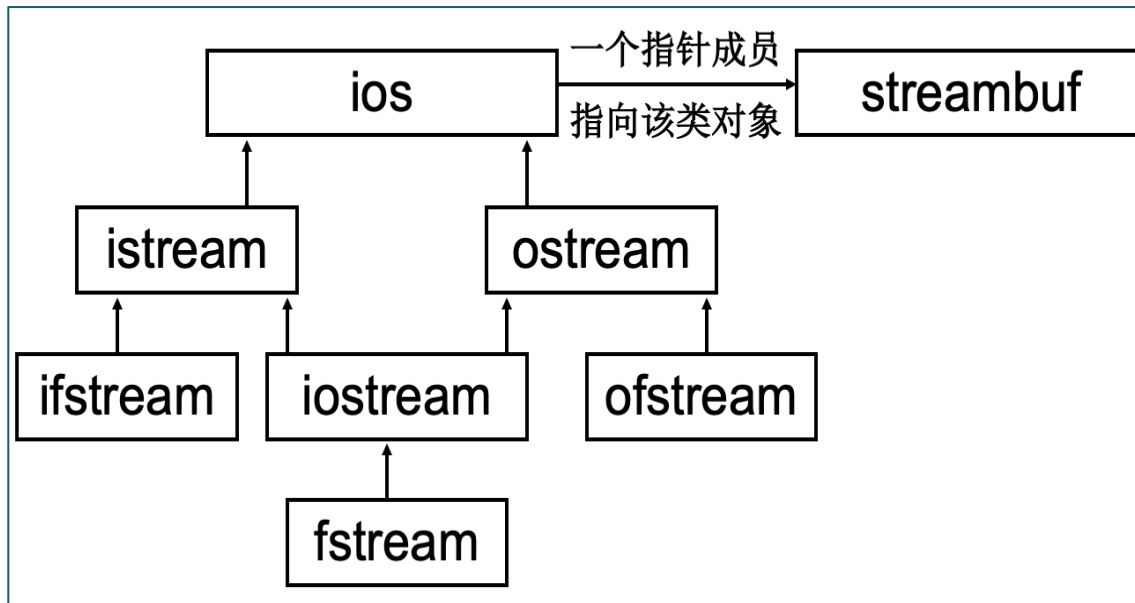 ios
一个指针成员
指向该类对象
streambuf
istream
ostream
ifstream
iostream
ofstream
fstream